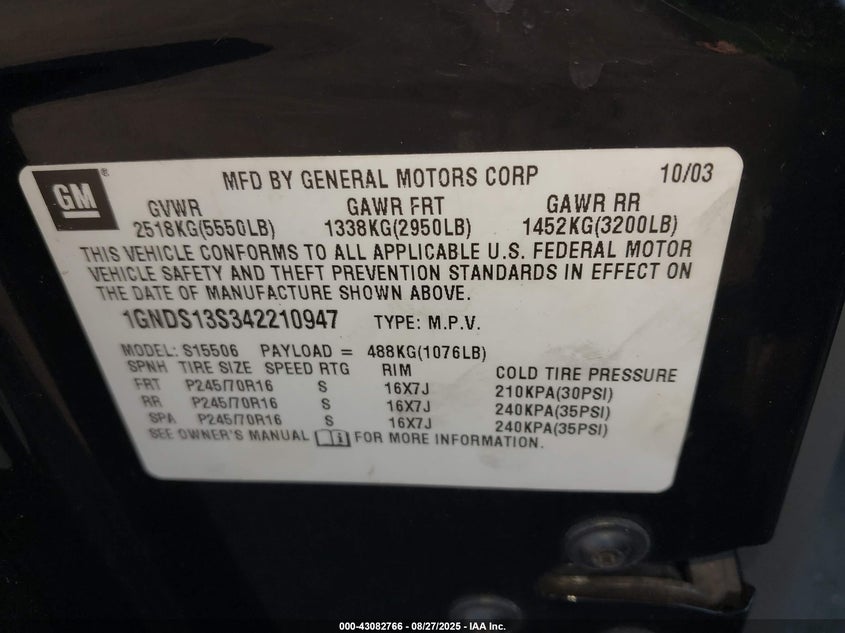 GM®
MFD BY GENERAL MOTORS CORP 10/03
GVWR GAWR FRT GAWR RR
2518KG(5550LB) 1338KG(2950LB) 1452KG(3200LB)
THIS VEHICLE CONFORMS TO ALL APPLICABLE U.S. FEDERAL MOTOR
VEHICLE SAFETY AND THEFT PREVENTION STANDARDS IN EFFECT ON
THE DATE OF MANUFACTURE SHOWN ABOVE.
1GNDS13S342210947 TYPE: M.P.V.
MODEL: S15506 PAYLOAD = 488KG(1076LB)
SPNH TIRE SIZE SPEED RTG RIM COLD TIRE PRESSURE
FRT P245/70R16 S 16X7J 210KPA(30PSI)
RR P245/70R16 S 16X7J 240KPA(35PSI)
SPA P245/70R16 S 16X7J 240KPA(35PSI)
SEE OWNER'S MANUAL FOR MORE INFORMATION.
000-43082766 - 08/27/2025 - IAA Inc.